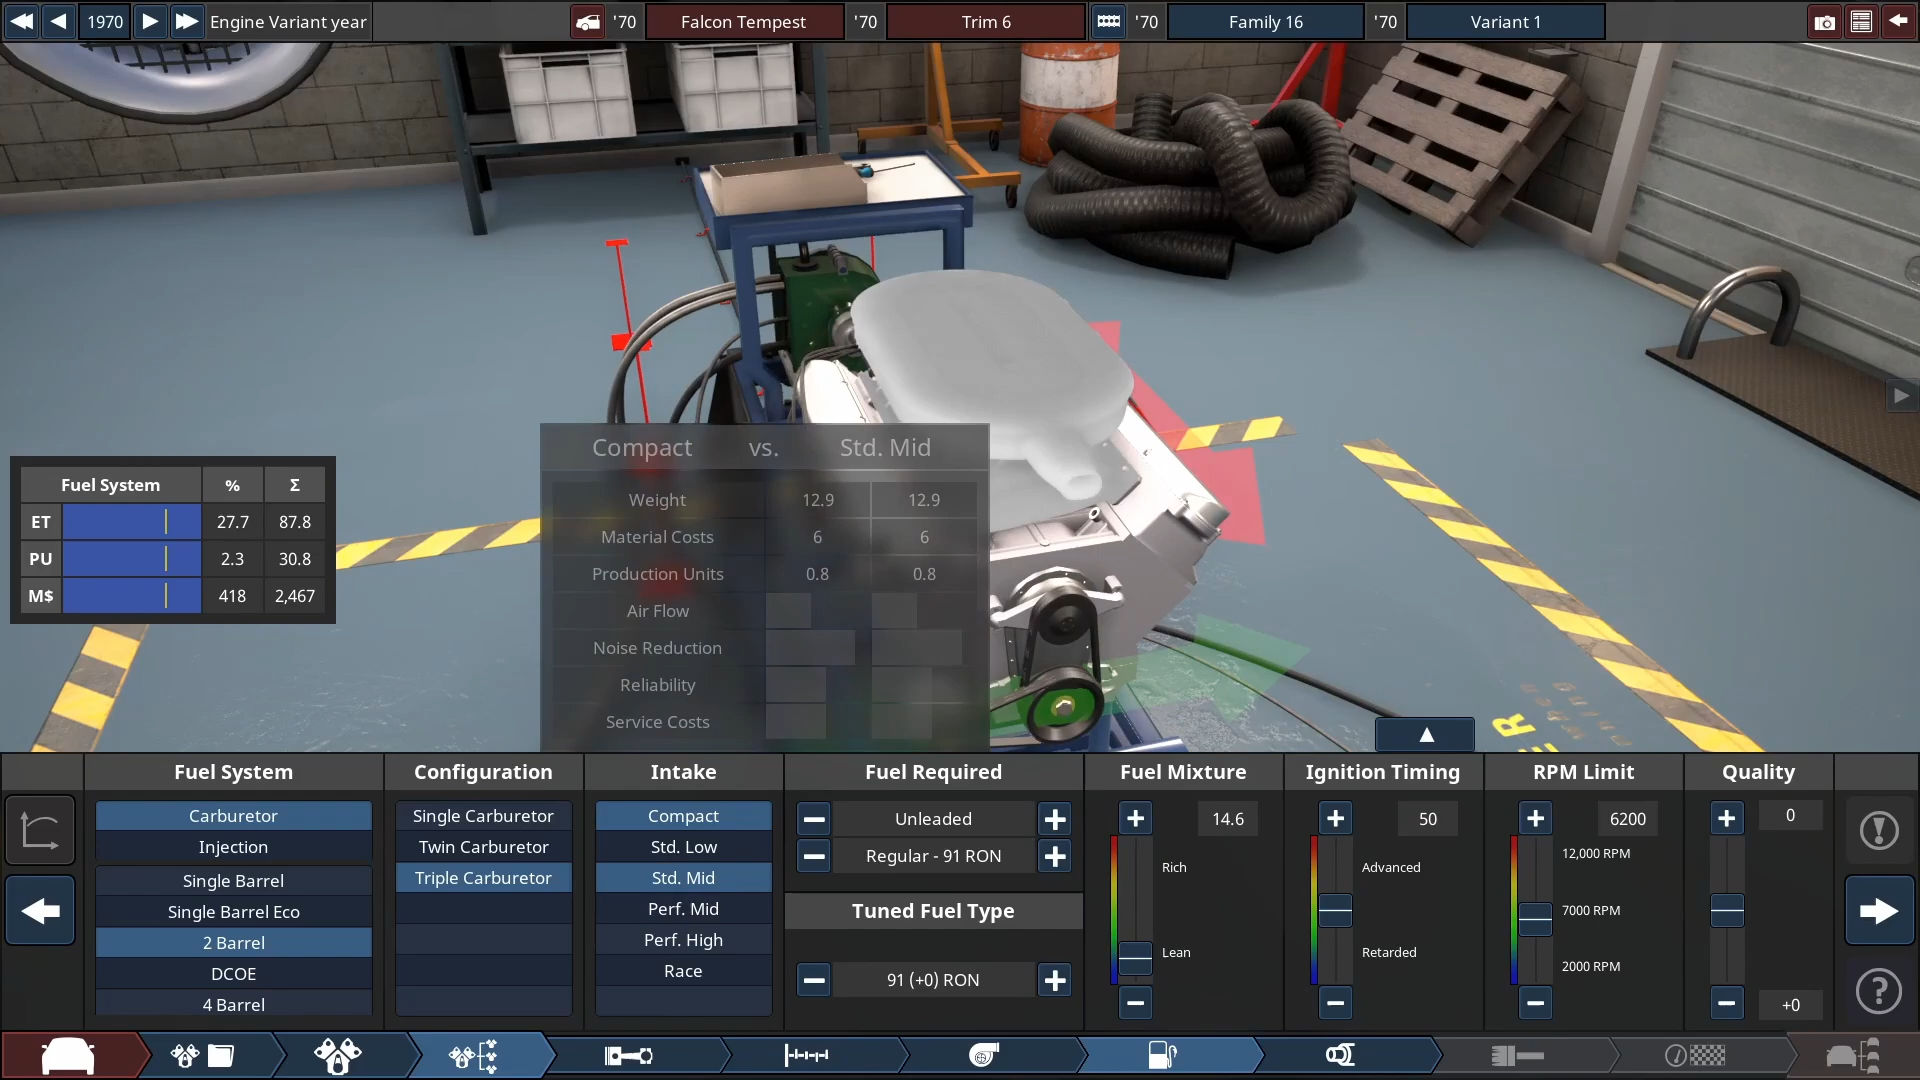 1970 Engine Variant year '70 Falcon Tempest '70 Trim 6 '70 Family 16 '70 Variant 1
Compact vs. Std. Mid
Weight 12.9 12.9
Material Costs 6 6
Production Units 0.8 0.8
Air Flow
Noise Reduction
Reliability
Service Costs
Fuel System % Σ
ET 27.7 87.8
PU 2.3 30.8
M$ 418 2,467
Fuel System
Carburetor
Injection
Single Barrel
Single Barrel Eco
2 Barrel
DCOE
4 Barrel
Configuration
Single Carburetor
Twin Carburetor
Triple Carburetor
Intake
Compact
Std. Low
Std. Mid
Perf. Mid
Perf. High
Race
Fuel Required
Unleaded
Regular - 91 RON
Tuned Fuel Type
91 (+0) RON
Fuel Mixture
14.6
Rich
Lean
Ignition Timing
50
Advanced
Retarded
RPM Limit
6200
12,000 RPM
7000 RPM
2000 RPM
Quality
0
+0